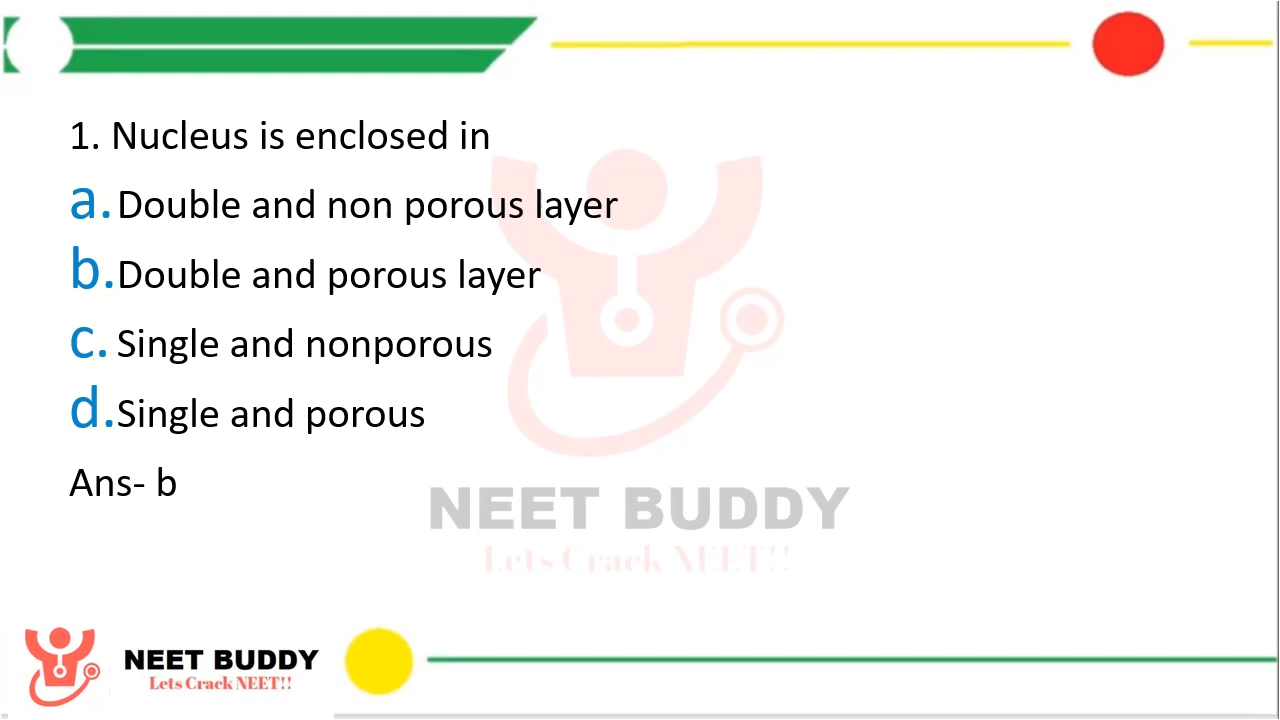 1. Nucleus is enclosed in
a. Double and non porous layer
b. Double and porous layer
c. Single and nonporous
d. Single and porous
Ans- b
NEET BUDDY
Lets Crack NEET!!
NEET BUDDY
Lets Crack NEET!!